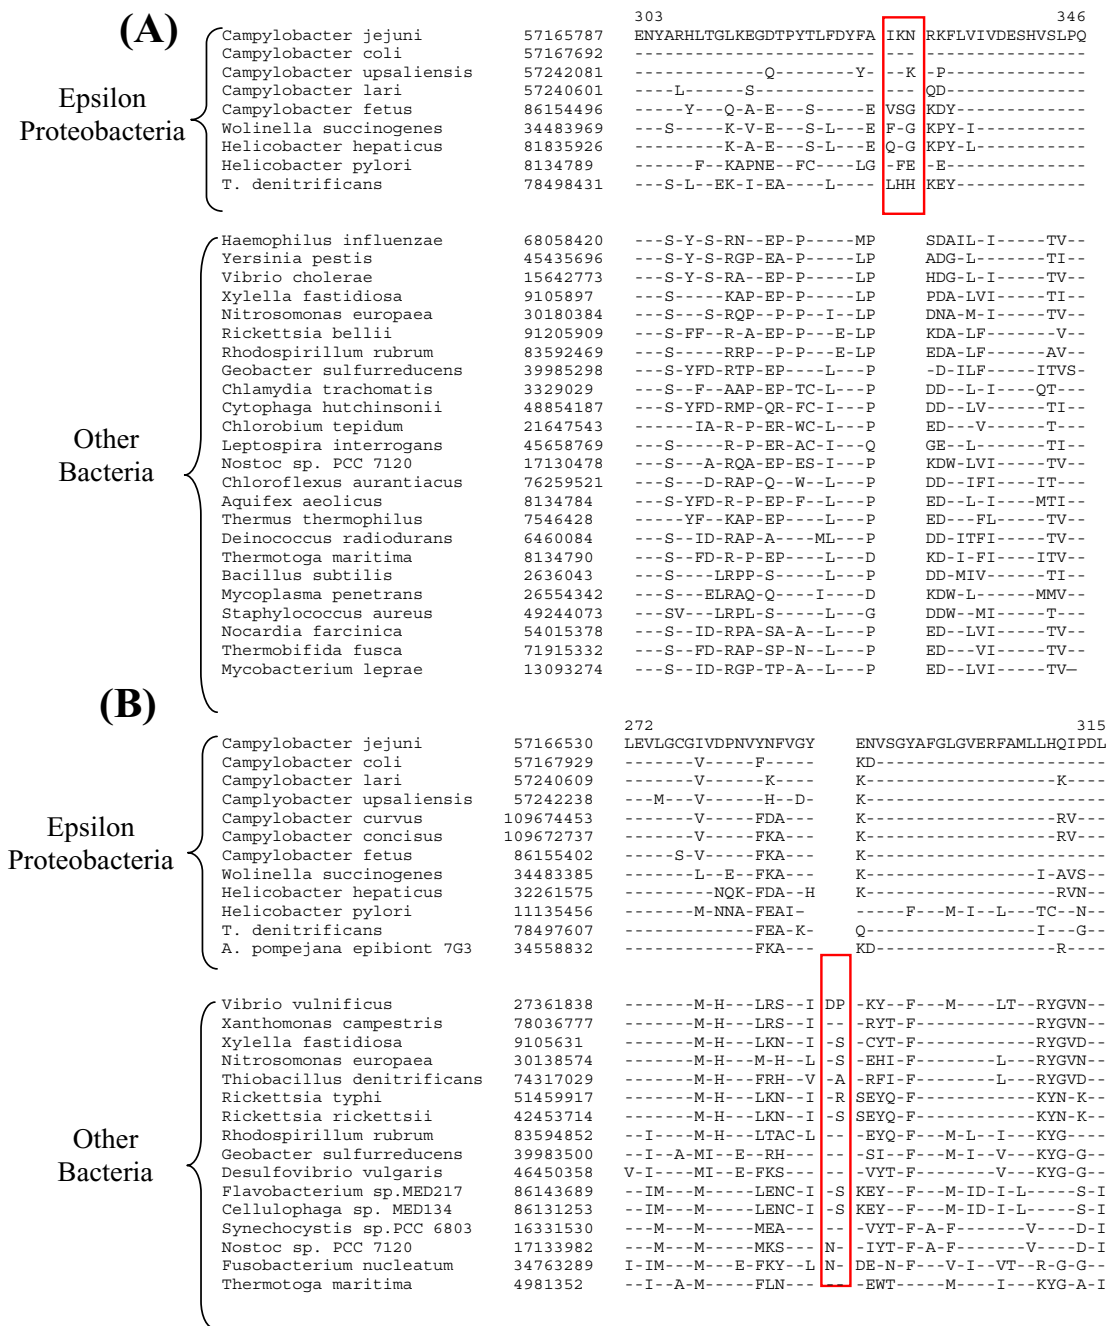 (A)
303 346
Epsilon
Proteobacteria
Campylobacter jejuni 57165787 ENYARHLTGLKEGDTPYTLFDYFA IKN RKFLVIVDESHVSLPQ
Campylobacter coli 57167692 ------------------------ --- ----------------
Campylobacter upsaliensis 57242081 -------------Q--------Y- --K -P--------------
Campylobacter lari 57240601 ----R------S------------ --- QD--------------
Campylobacter fetus 86154496 -----Y---Q-A-E---S-----E VSG KDY-------------
Wolinella succinogenes 34483969 ---S-----K-V-E---S-L---E F-G KPY-I-----------
Helicobacter hepaticus 81835926 ---------K-A-E---S-L---E Q-G KPY-L-----------
Helicobacter pylori 8134789 ------F--KAPNE--FC----LG -FE -E--------------
T. denitrificans 78498431 ---S-L--EK-I-EA----L---- LHH KEY-------------
Other
Bacteria
Haemophilus influenzae 68058420 ---S-Y-S-RN--EP-P-----MP SDAIL-I-----TV--
Yersinia pestis 45435696 ---S-Y-S-RGP-EA-P-----LP ADG-L-------TI--
Vibrio cholerae 15642773 ---S-Y-S-RA--EP-P-----LP HDG-L-I-----TV--
Xylella fastidiosa 9105897 ---S-----KAP-EP-P-----LP PDA-LVI-----TI--
Nitrosomonas europaea 30180384 ---S---S-RQP--P-P--I--LP DNA-M-I-----TV--
Rickettsia bellii 91205909 ---S-FF--R-A-EP-P---E-LP KDA-LF-------V--
Rhodospirillum rubrum 83592469 ---S-----RRP--P-P---E-LP EDA-LF------AV--
Geobacter sulfurreducens 39985298 ---S-YFD-RTP-EP----L---P -D-ILF-----ITVS-
Chlamydia trachomatis 3329029 ---S--F--AAP-EP-TC-L---P DD--L-I----QT---
Cytophaga hutchinsonii 48854187 ---S-YFD-RMP-QR-FC-I---P DD--LV------TI--
Chlorobium tepidum 21647543 ------IA-R-P-ER-WC-L---P ED---V------T---
Leptospira interrogans 45658769 ---S-----R-P-ER-AC-I---Q GE--L-------TI--
Nostoc sp. PCC 7120 17130478 ---S---A-RQA-EP-ES-I---P KDW-LVI-----TV--
Chloroflexus aurantiacus 76259521 ---S---D-RAP-Q--W--L---P DD--IFI----IT---
Aquifex aeolicus 8134784 ---S-YFD-R-P-EP-F--L---P ED--L-I----MTI--
Thermus thermophilus 7546428 -----YF--KAP-EP----L---P ED---FL-----TV--
Deinococcus radiodurans 6460084 ---S--ID-RAP-A----ML---P DD-ITFI-----TV--
Thermotoga maritima 8134790 ---S--FD-R-P-EP----L---D KD-I-FI----ITV--
Bacillus subtilis 2636043 ---S----LRPP-S-----L---P DD-MIV------TI--
Mycoplasma penetrans 26554342 ---S---ELRAQ-Q----I----D KDW-L------MMV--
Staphylococcus aureus 49244073 ---SV---LRPL-S-----L---G DDW--MI-----T---
Nocardia farcinica 54015378 ---S--ID-RPA-SA-A--L---P ED--LVI-----TV--
Thermobifida fusca 71915332 ---S--FD-RAP-SP-N--L---P ED---VI-----TV--
Mycobacterium leprae 13093274 ---S--ID-RGP-TP-A--L---P ED--LVI-----TV—
(B)
272 315
Epsilon
Proteobacteria
Campylobacter jejuni 57166530 LEVLGCGIVDPNVYNFVGY ENVSGYAFGLGVERFAMLLHQIPDL
Campylobacter coli 57167929 -------V-----F----- KD-----------------------
Campylobacter lari 57240609 -------V------K---- K-------------------K----
Camplyobacter upsaliensis 57242238 ---M---V------H--D- K------------------------
Campylobacter curvus 109674453 -------V-----FDA--- K-------------------RV---
Campylobacter concisus 109672737 -------V-----FKA--- K-------------------RV---
Campylobacter fetus 86155402 -----S-V-----FKA--- K------------------------
Wolinella succinogenes 34483385 -------L--E--FKA--- K-----------------I-AVS--
Helicobacter hepaticus 32261575 ---------NQK-FDA--H K-------------------RVN--
Helicobacter pylori 11135456 -------M-NNA-FEAI- -----F---M-I--L---TC--N--
T. denitrificans 78497607 -------------FEA-K- Q-----------------I---G--
A. pompejana epibiont 7G3 34558832 -------------FKA--- KD------------------R-----
Other
Bacteria
Vibrio vulnificus 27361838 -------M-H---LRS--I DP -KY--F---M----LT--RYGVN--
Xanthomonas campestris 78036777 -------M-H---LRS--I -- -RYT-F------------RYGVN--
Xylella fastidiosa 9105631 -------M-H---LKN--I -S CYT-F------------RYGVD--
Nitrosomonas europaea 30138574 -------M-H---M-H--L -S -EHI-F--------L---RYGVN--
Thiobacillus denitrificans 74317029 -------M-H---FRH--V -A -RFI-F--------L---RYGVD--
Rickettsia typhi 51459917 -------M-H---LKN--I -R SEYQ-F------------KYN-K--
Rickettsia rickettsii 42453714 -------M-H---LKN--I -S SEYQ-F------------KYN-K--
Rhodospirillum rubrum 83594852 --I----M-H---LTAC-L -- -EYQ-F---M-L--I---KYG----
Geobacter sulfurreducens 39983500 --I--A-MI--E--RH--- -- -SI--F---M-I--V---KYG-G--
Desulfovibrio vulgaris 46450358 V-I----MI--E-FKS--- -- -VYT-F------V----KYG-G--
Flavobacterium sp.MED217 86143689 --IM---M-----LENC-I -S KEY--F---M-ID-I-L-----S-I
Cellulophaga sp. MED134 86131253 --IM---M-----LENC-I -S KEY--F---M-ID-IL------S-I
Synechocystis sp.PCC 6803 16331530 ---M---M-----MEA--- -- -VYTF-A-F-------V----D-I
Nostoc sp. PCC 7120 17133982 ---M---M-----MKS--- N- -IYT-F-A-F-------V----D-I
Fusobacterium nucleatum 34763289 I-IM---M---E-FKY--L N- DE-N-F---V-I--VT--R-G-G--
Thermotoga maritima 4981352 --I--A-M-----FLN--- -- -EWT-----M----I---KYG-A-I